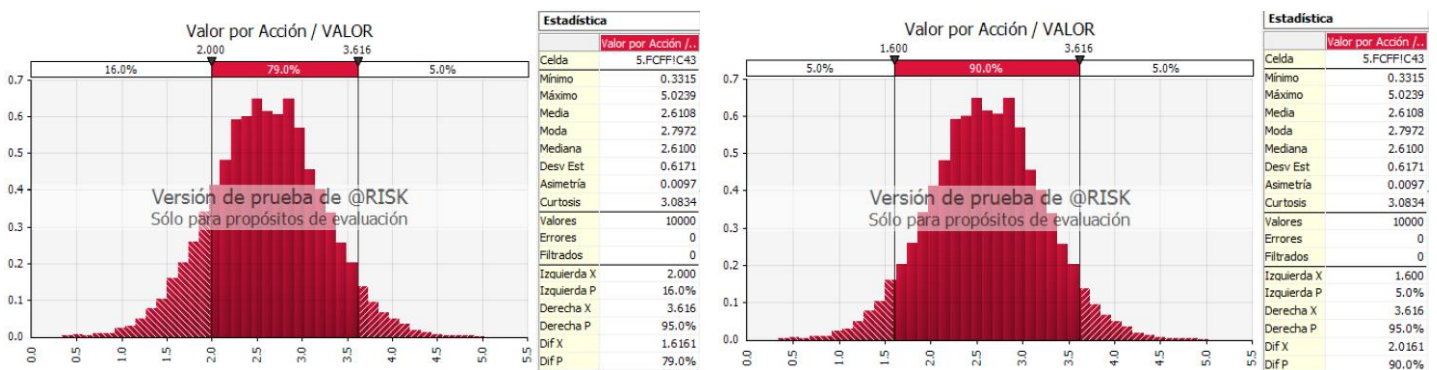 Valor por Acción / VALOR
2.000 3.616
16.0% 79.0% 5.0%
0.7
0.6
0.5
0.4
0.3
0.2
0.1
0.0
0.0 0.5 1.0 1.5 2.0 2.5 3.0 3.5 4.0 4.5 5.0 5.5
Versión de prueba de @RISK
Sólo para propósitos de evaluación
Estadística
Valor por Acción /..
Celda 5.FCFF!C43
Mínimo 0.3315
Máximo 5.0239
Media 2.6108
Moda 2.7972
Mediana 2.6100
Desv Est 0.6171
Asimetría 0.0097
Curtosis 3.0834
Valores 10000
Errores 0
Filtrados 0
Izquierda X 2.000
Izquierda P 16.0%
Derecha X 3.616
Derecha P 95.0%
Dif X 1.6161
Dif P 79.0%
Valor por Acción / VALOR
1.600 3.616
5.0% 90.0% 5.0%
0.7
0.6
0.5
0.4
0.3
0.2
0.1
0.0
0.0 0.5 1.0 1.5 2.0 2.5 3.0 3.5 4.0 4.5 5.0 5.5
Versión de prueba de @RISK
Sólo para propósitos de evaluación
Estadística
Valor por Acción /..
Celda 5.FCFF!C43
Mínimo 0.3315
Máximo 5.0239
Media 2.6108
Moda 2.7972
Mediana 2.6100
Desv Est 0.6171
Asimetría 0.0097
Curtosis 3.0834
Valores 10000
Errores 0
Filtrados 0
Izquierda X 1.600
Izquierda P 5.0%
Derecha X 3.616
Derecha P 95.0%
Dif X 2.0161
Dif P 90.0%